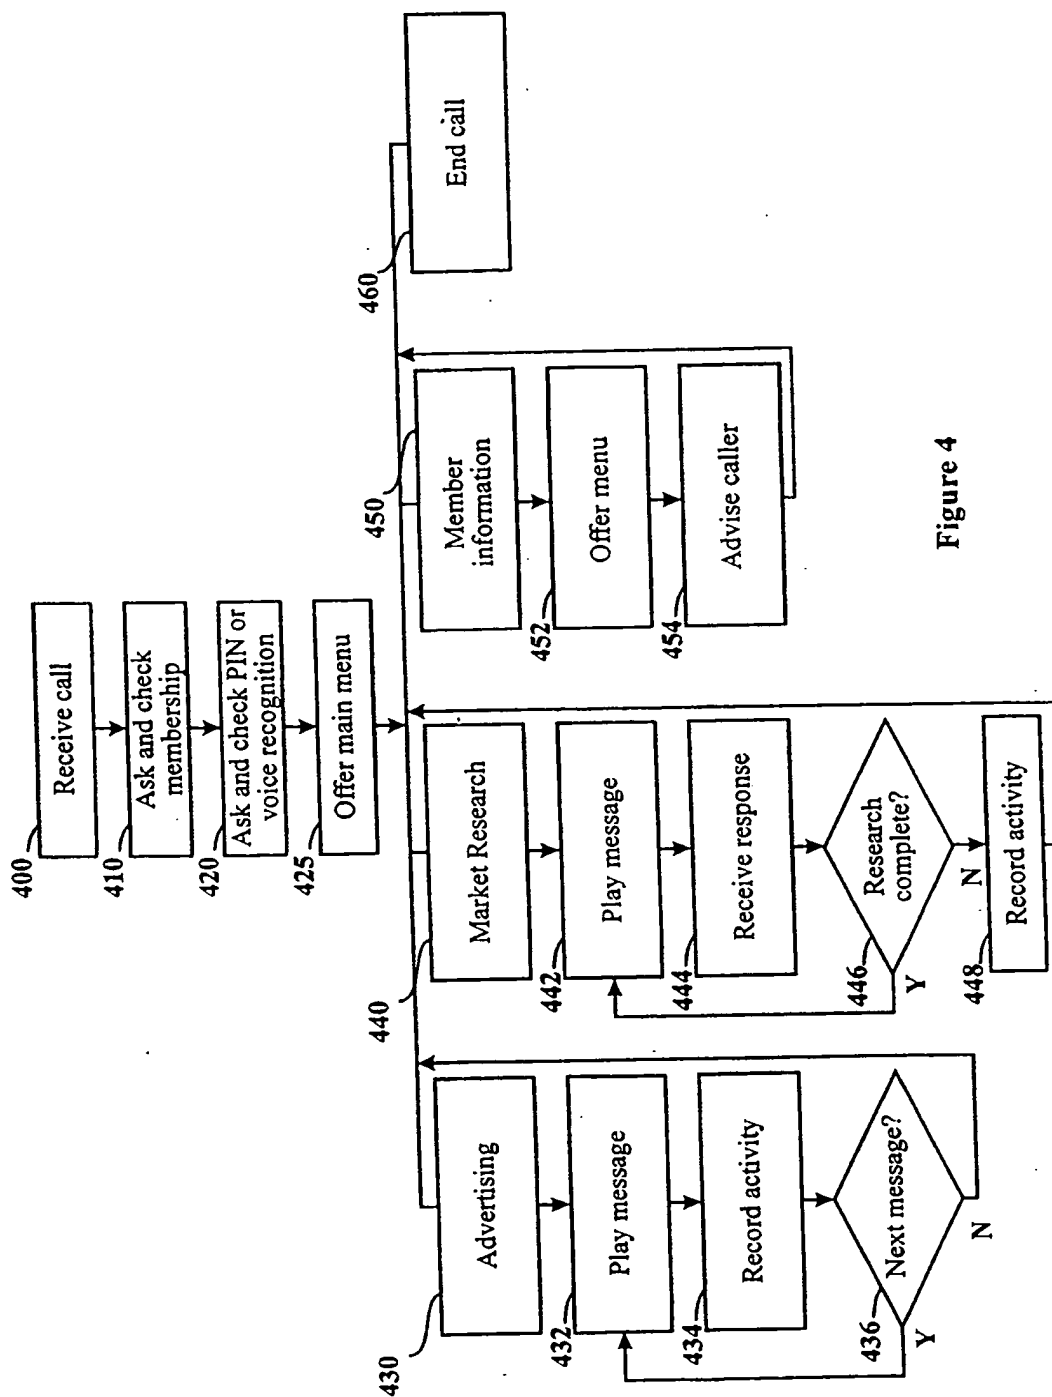 400
Receive call
410
Ask and check
membership
420
Ask and check PIN or
voice recognition
425
Offer main menu
430
Advertising
432
Play message
434
Record activity
436
Next message?
Y
N
440
Market Research
442
Play message
444
Receive response
446
Research
complete?
Y
N
448
Record activity
450
Member
information
452
Offer menu
454
Advise caller
460
End call
Figure 4